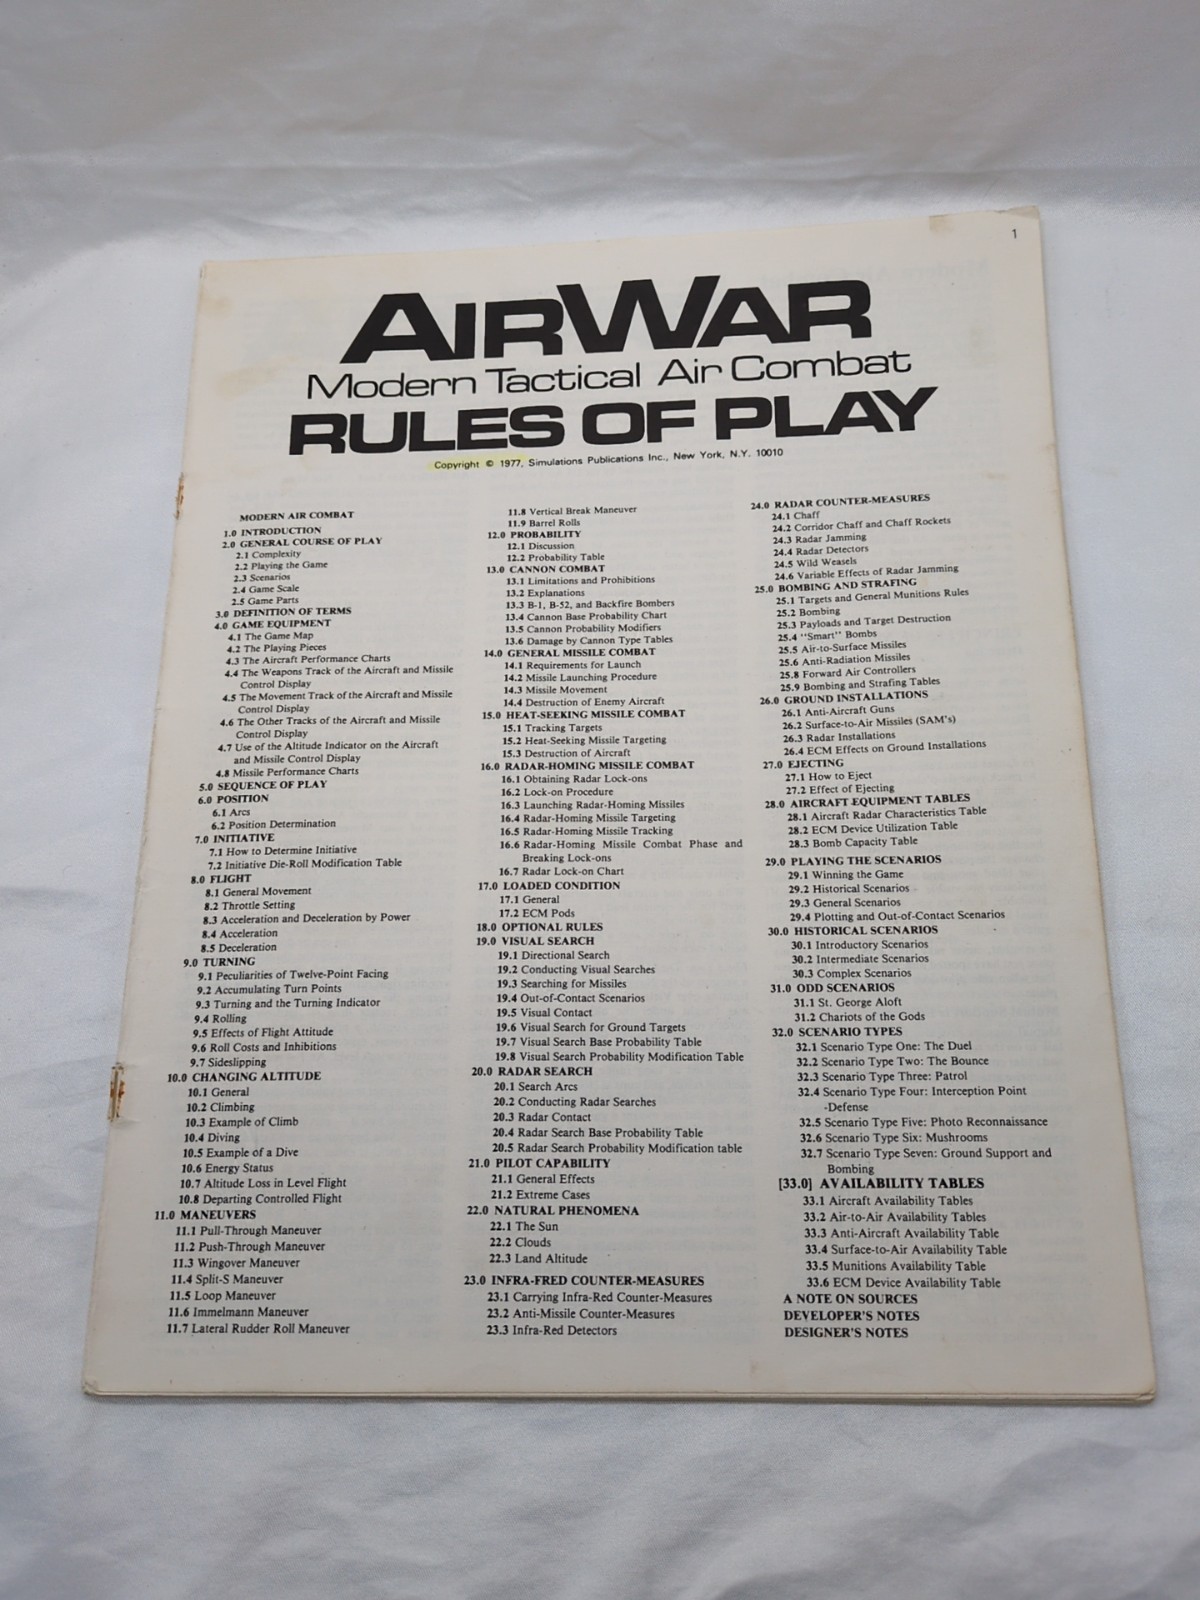 1
AIRWAR
Modern Tactical Air Combat
RULES OF PLAY
Copyright © 1977, Simulations Publications Inc., New York, N.Y. 10010
MODERN AIR COMBAT
1.0 INTRODUCTION
2.0 GENERAL COURSE OF PLAY
2.1 Complexity
2.2 Playing the Game
2.3 Scenarios
2.4 Game Scale
2.5 Game Parts
3.0 DEFINITION OF TERMS
4.0 GAME EQUIPMENT
4.1 The Game Map
4.2 The Playing Pieces
4.3 The Aircraft Performance Charts
4.4 The Weapons Track of the Aircraft and Missile
Control Display
4.5 The Movement Track of the Aircraft and Missile
Control Display
4.6 The Other Tracks of the Aircraft and Missile
Control Display
4.7 Use of the Altitude Indicator on the Aircraft
and Missile Control Display
4.8 Missile Performance Charts
5.0 SEQUENCE OF PLAY
6.0 POSITION
6.1 Arcs
6.2 Position Determination
7.0 INITIATIVE
7.1 How to Determine Initiative
7.2 Initiative Die-Roll Modification Table
8.0 FLIGHT
8.1 General Movement
8.2 Throttle Setting
8.3 Acceleration and Deceleration by Power
8.4 Acceleration
8.5 Deceleration
9.0 TURNING
9.1 Peculiarities of Twelve-Point Facing
9.2 Accumulating Turn Points
9.3 Turning and the Turning Indicator
9.4 Rolling
9.5 Effects of Flight Attitude
9.6 Roll Costs and Inhibitions
9.7 Sideslipping
10.0 CHANGING ALTITUDE
10.1 General
10.2 Climbing
10.3 Example of Climb
10.4 Diving
10.5 Example of a Dive
10.6 Energy Status
10.7 Altitude Loss in Level Flight
10.8 Departing Controlled Flight
11.0 MANEUVERS
11.1 Pull-Through Maneuver
11.2 Push-Through Maneuver
11.3 Wingover Maneuver
11.4 Split-S Maneuver
11.5 Loop Maneuver
11.6 Immelmann Maneuver
11.7 Lateral Rudder Roll Maneuver
11.8 Vertical Break Maneuver
11.9 Barrel Rolls
12.0 PROBABILITY
12.1 Discussion
12.2 Probability Table
13.0 CANNON COMBAT
13.1 Limitations and Prohibitions
13.2 Explanations
13.3 B-1, B-52, and Backfire Bombers
13.4 Cannon Base Probability Chart
13.5 Cannon Probability Modifiers
13.6 Damage by Cannon Type Tables
14.0 GENERAL MISSILE COMBAT
14.1 Requirements for Launch
14.2 Missile Launching Procedure
14.3 Missile Movement
14.4 Destruction of Enemy Aircraft
15.0 HEAT-SEEKING MISSILE COMBAT
15.1 Tracking Targets
15.2 Heat-Seeking Missile Targeting
15.3 Destruction of Aircraft
16.0 RADAR-HOMING MISSILE COMBAT
16.1 Obtaining Radar Lock-ons
16.2 Lock-on Procedure
16.3 Launching Radar-Homing Missiles
16.4 Radar-Homing Missile Targeting
16.5 Radar-Homing Missile Tracking
16.6 Radar-Homing Missile Combat Phase and
Breaking Lock-ons
16.7 Radar Lock-on Chart
17.0 LOADED CONDITION
17.1 General
17.2 ECM Pods
18.0 OPTIONAL RULES
19.0 VISUAL SEARCH
19.1 Directional Search
19.2 Conducting Visual Searches
19.3 Searching for Missiles
19.4 Out-of-Contact Scenarios
19.5 Visual Contact
19.6 Visual Search for Ground Targets
19.7 Visual Search Base Probability Table
19.8 Visual Search Probability Modification Table
20.0 RADAR SEARCH
20.1 Search Arcs
20.2 Conducting Radar Searches
20.3 Radar Contact
20.4 Radar Search Base Probability Table
20.5 Radar Search Probability Modification table
21.0 PILOT CAPABILITY
21.1 General Effects
21.2 Extreme Cases
22.0 NATURAL PHENOMENA
22.1 The Sun
22.2 Clouds
22.3 Land Altitude
23.0 INFRA-FRED COUNTER-MEASURES
23.1 Carrying Infra-Red Counter-Measures
23.2 Anti-Missile Counter-Measures
23.3 Infra-Red Detectors
24.0 RADAR COUNTER-MEASURES
24.1 Chaff
24.2 Corridor Chaff and Chaff Rockets
24.3 Radar Jamming
24.4 Radar Detectors
24.5 Wild Weasels
24.6 Variable Effects of Radar Jamming
25.0 BOMBING AND STRAFING
25.1 Targets and General Munitions Rules
25.2 Bombing
25.3 Payloads and Target Destruction
25.4 "Smart" Bombs
25.5 Air-to-Surface Missiles
25.6 Anti-Radiation Missiles
25.8 Forward Air Controllers
25.9 Bombing and Strafing Tables
26.0 GROUND INSTALLATIONS
26.1 Anti-Aircraft Guns
26.2 Surface-to-Air Missiles (SAM's)
26.3 Radar Installations
26.4 ECM Effects on Ground Installations
27.0 EJECTING
27.1 How to Eject
27.2 Effect of Ejecting
28.0 AIRCRAFT EQUIPMENT TABLES
28.1 Aircraft Radar Characteristics Table
28.2 ECM Device Utilization Table
28.3 Bomb Capacity Table
29.0 PLAYING THE SCENARIOS
29.1 Winning the Game
29.2 Historical Scenarios
29.3 General Scenarios
29.4 Plotting and Out-of-Contact Scenarios
30.0 HISTORICAL SCENARIOS
30.1 Introductory Scenarios
30.2 Intermediate Scenarios
30.3 Complex Scenarios
31.0 ODD SCENARIOS
31.1 St. George Aloft
31.2 Chariots of the Gods
32.0 SCENARIO TYPES
32.1 Scenario Type One: The Duel
32.2 Scenario Type Two: The Bounce
32.3 Scenario Type Three: Patrol
32.4 Scenario Type Four: Interception Point
-Defense
32.5 Scenario Type Five: Photo Reconnaissance
32.6 Scenario Type Six: Mushrooms
32.7 Scenario Type Seven: Ground Support and
Bombing
[33.0] AVAILABILITY TABLES
33.1 Aircraft Availability Tables
33.2 Air-to-Air Availability Tables
33.3 Anti-Aircraft Availability Table
33.4 Surface-to-Air Availability Table
33.5 Munitions Availability Table
33.6 ECM Device Availability Table
A NOTE ON SOURCES
DEVELOPER'S NOTES
DESIGNER'S NOTES